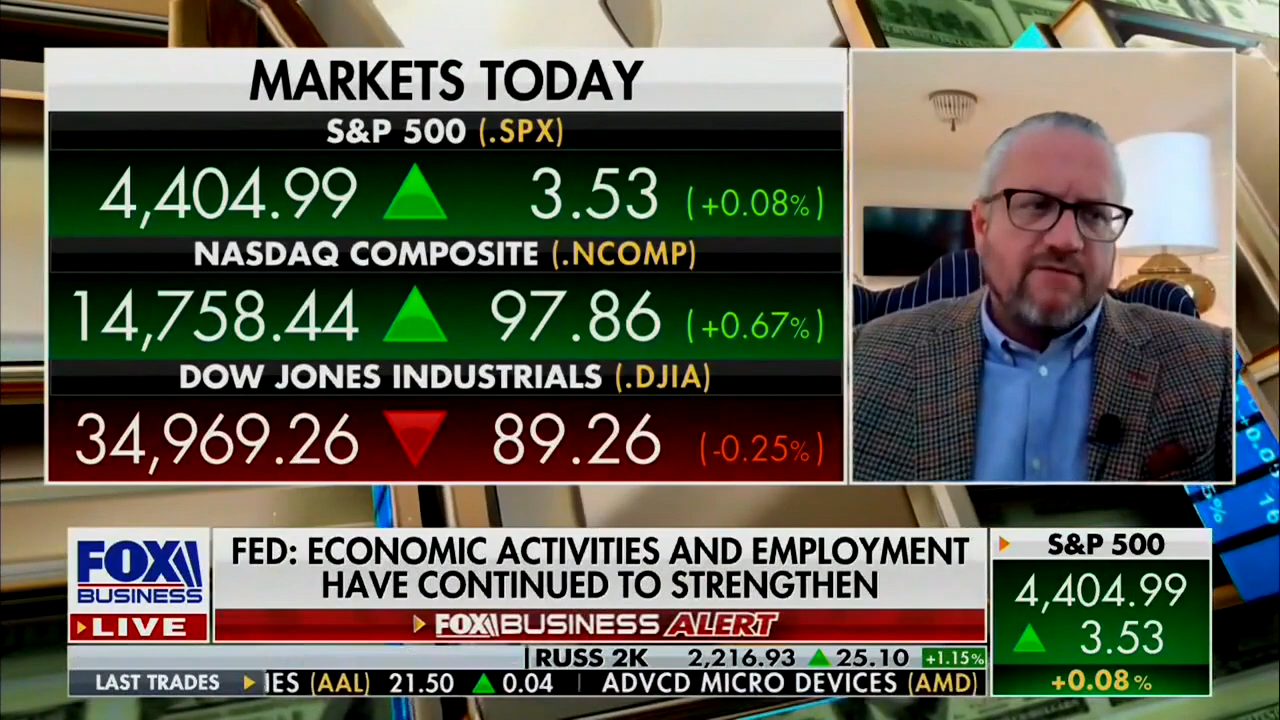 MARKETS TODAY
S&P 500 (.SPX)
4,404.99 ▲ 3.53 (+0.08%)
NASDAQ COMPOSITE (.NCOMP)
14,758.44 ▲ 97.86 (+0.67%)
DOW JONES INDUSTRIALS (.DJIA)
34,969.26 ▼ 89.26 (-0.25%)
FOX
BUSINESS
LIVE
FED: ECONOMIC ACTIVITIES AND EMPLOYMENT
HAVE CONTINUED TO STRENGTHEN
FOX BUSINESS ALERT
S&P 500
4,404.99
▲ 3.53
+0.08%
RUSS 2K 2,216.93 ▲ 25.10 +1.15%
LAST TRADES IES (AAL) 21.50 ▲ 0.04 | ADVCD MICRO DEVICES (AMD)